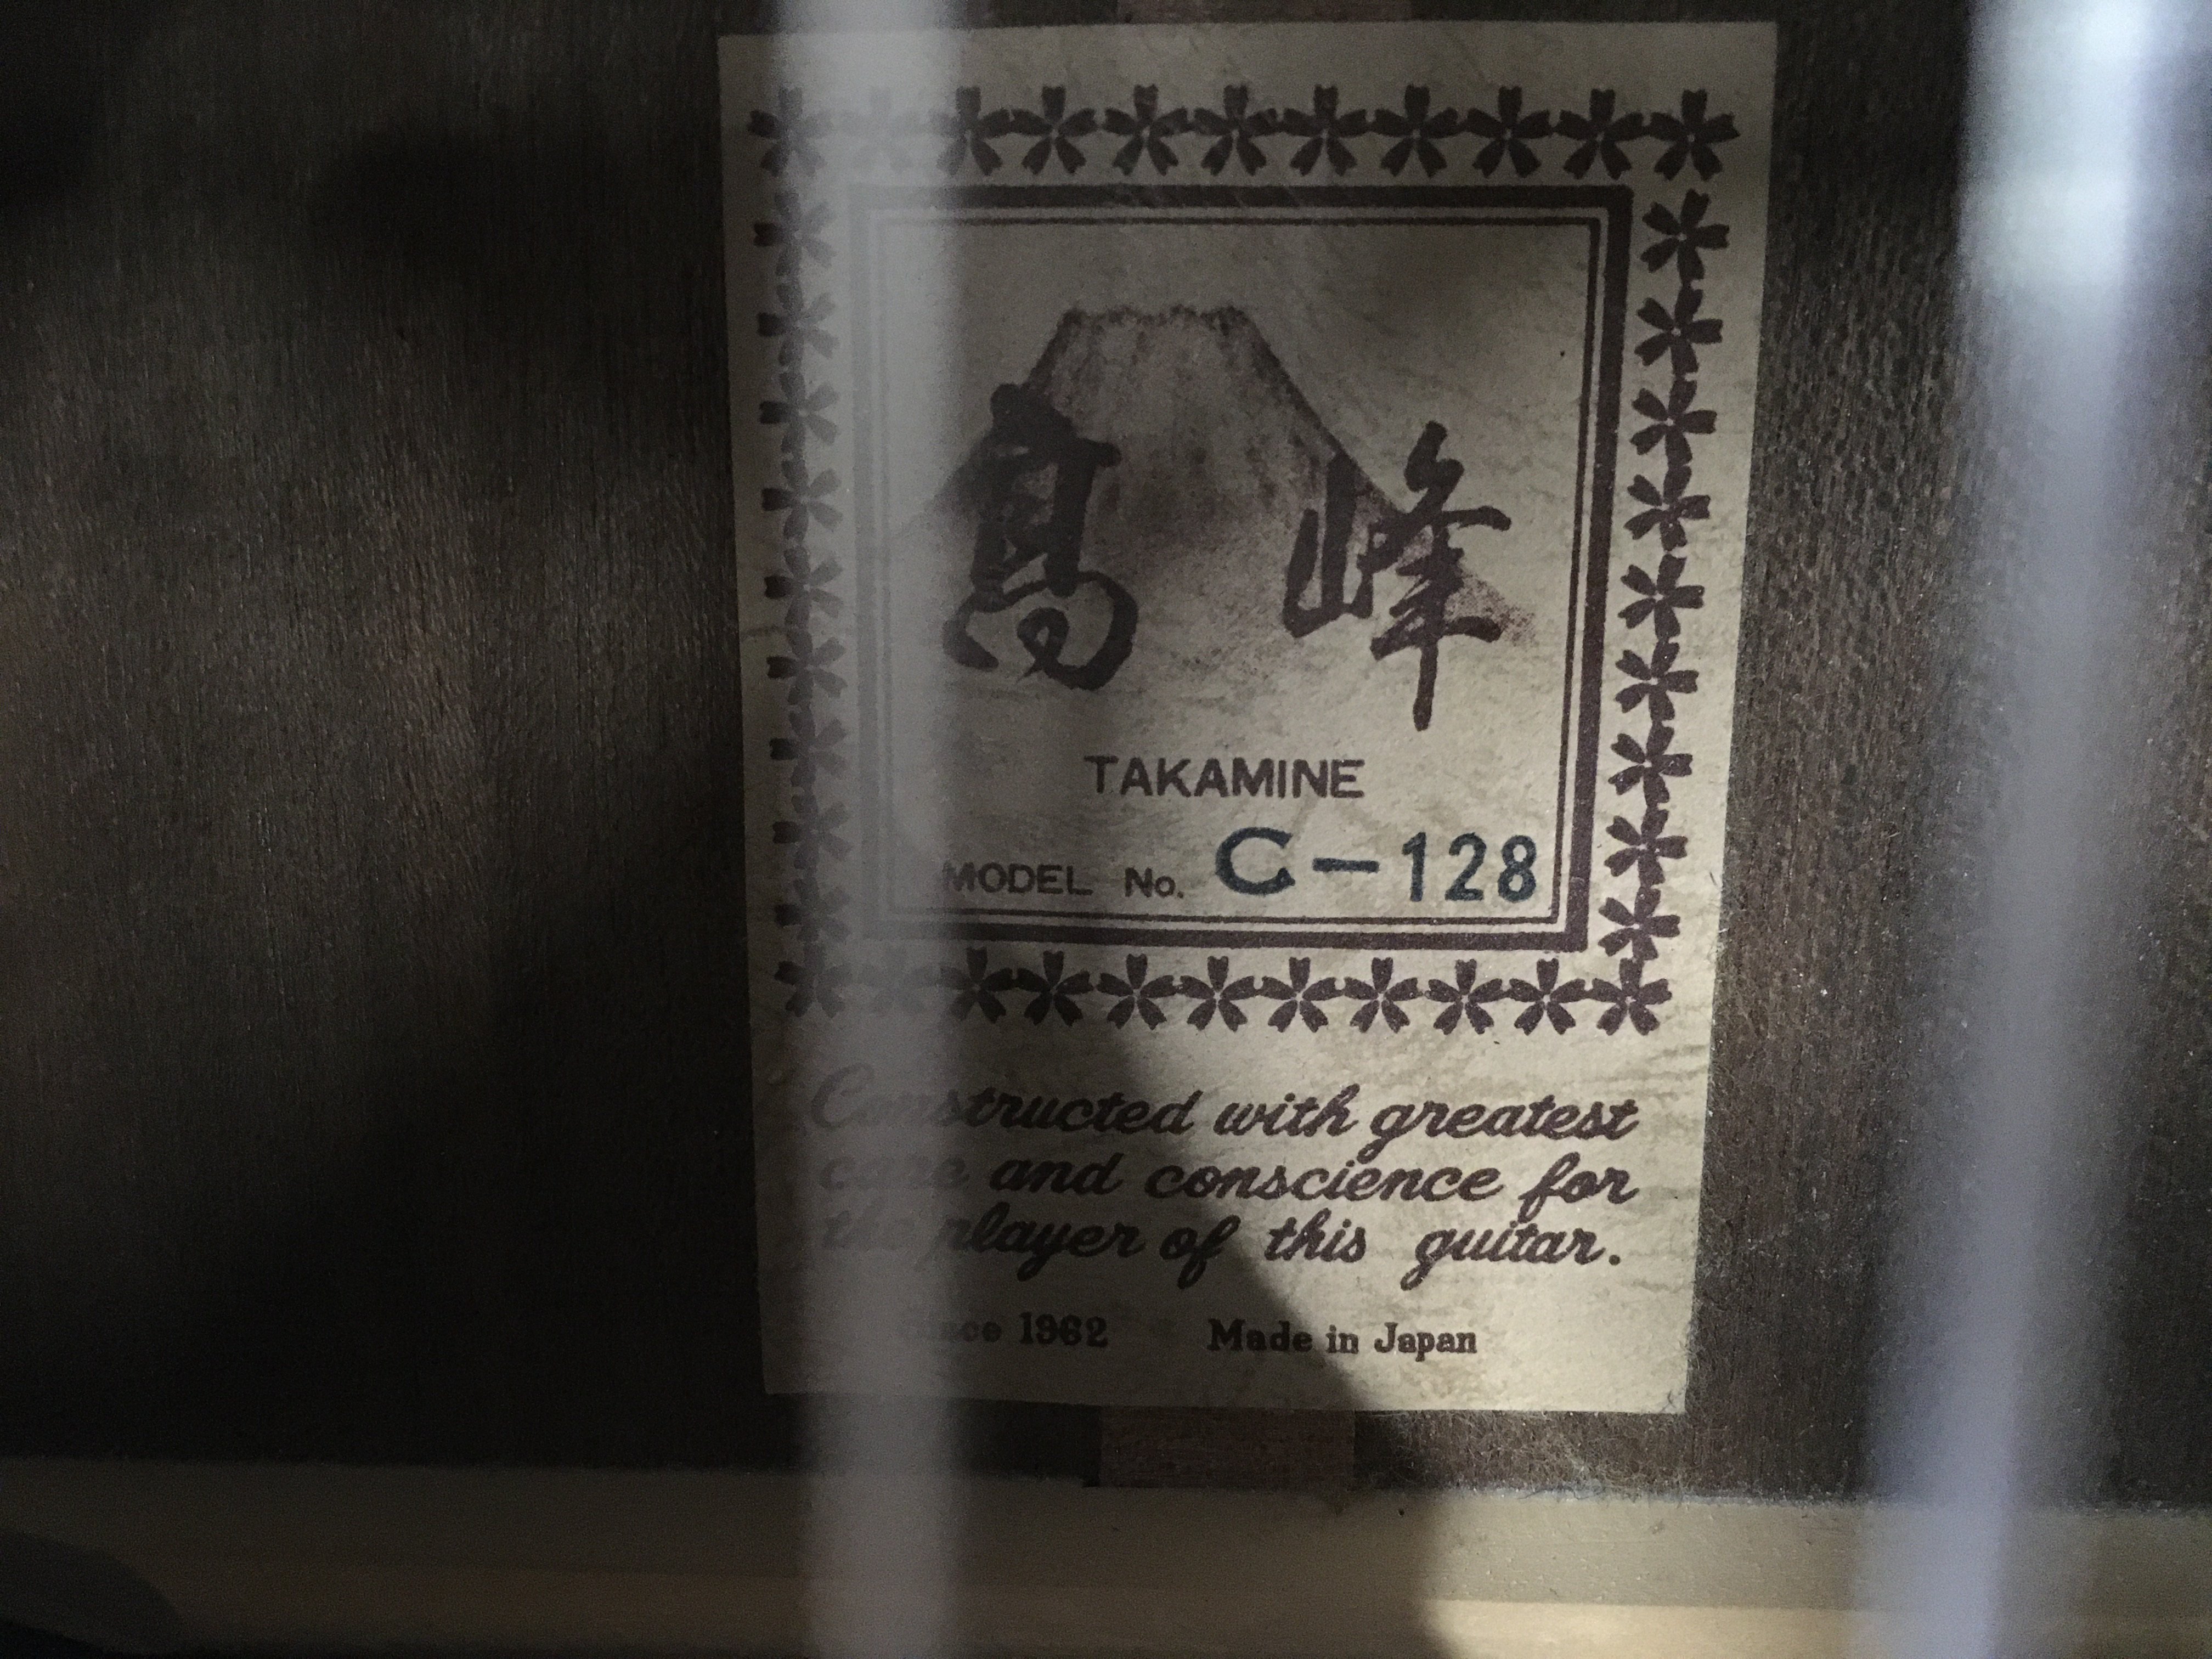 高峰
TAKAMINE
MODEL No. C-128
Constructed with greatest
care and conscience for
the player of this guitar.
Since 1962 Made in Japan